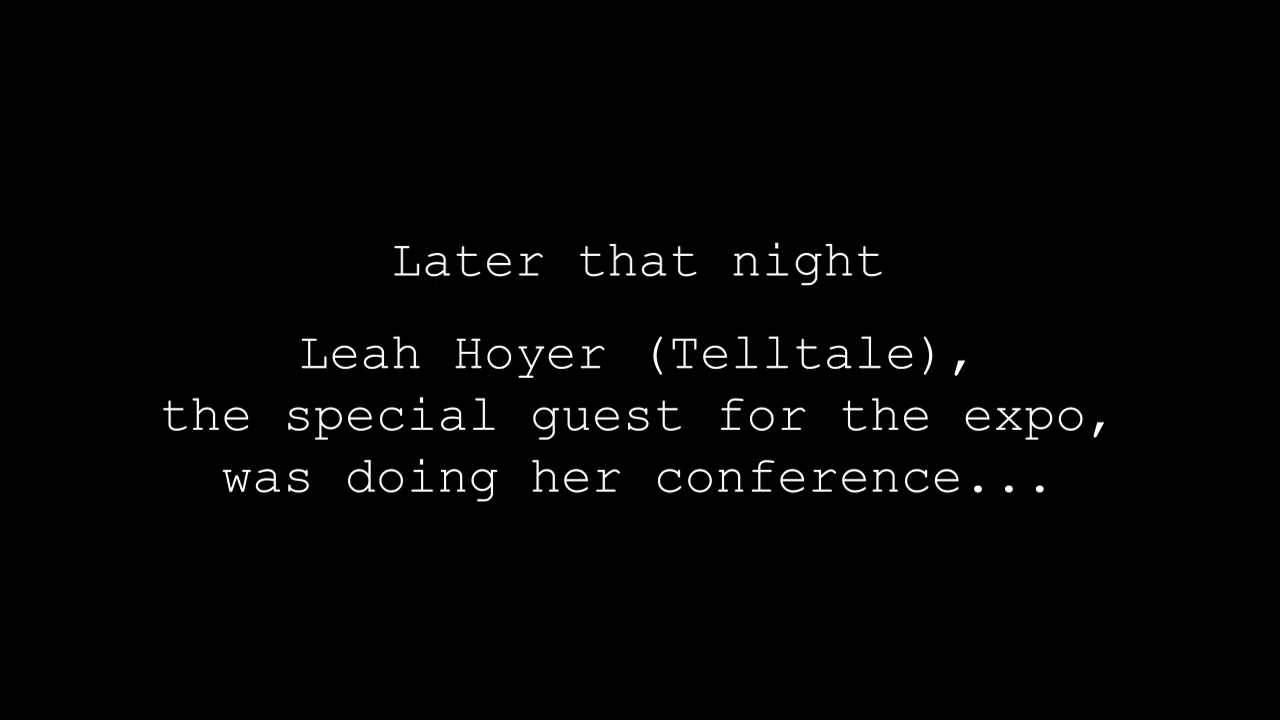 Later that night
Leah Hoyer (Telltale),
the special guest for the expo,
was doing her conference...